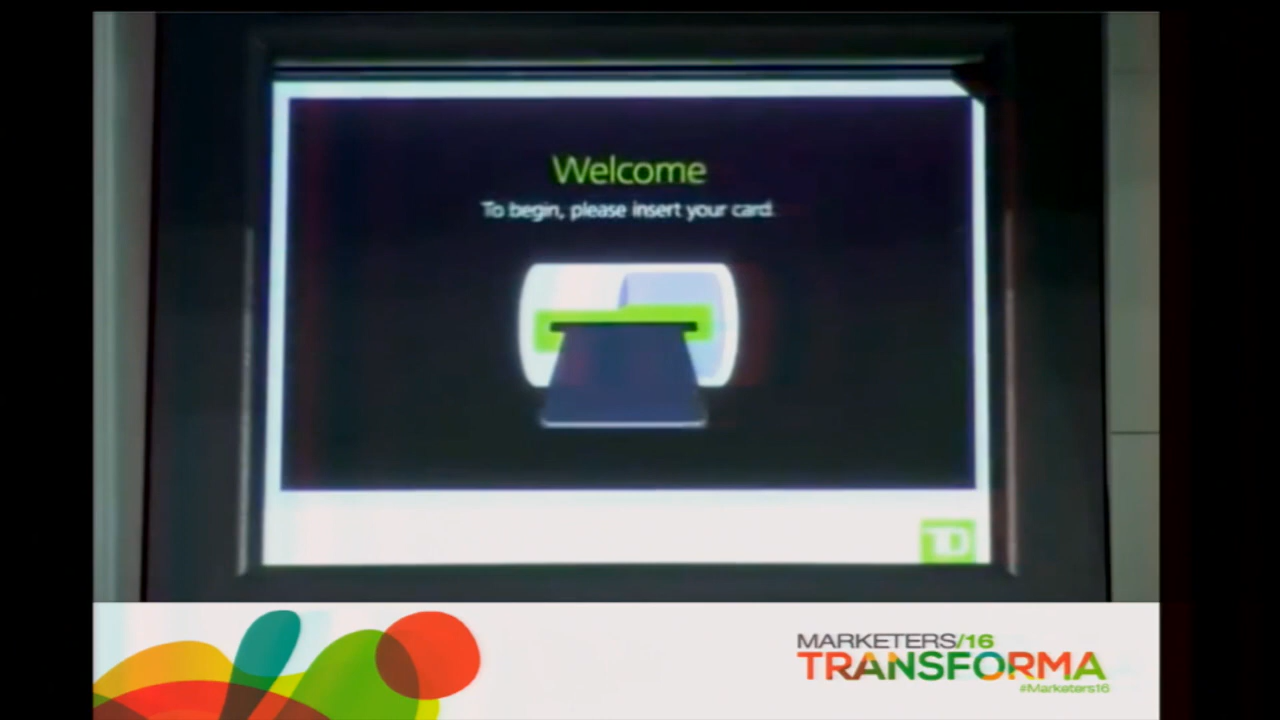 Welcome
To begin, please insert your card.
TD
MARKETERS/16
TRANSFORMA
#Marketers16